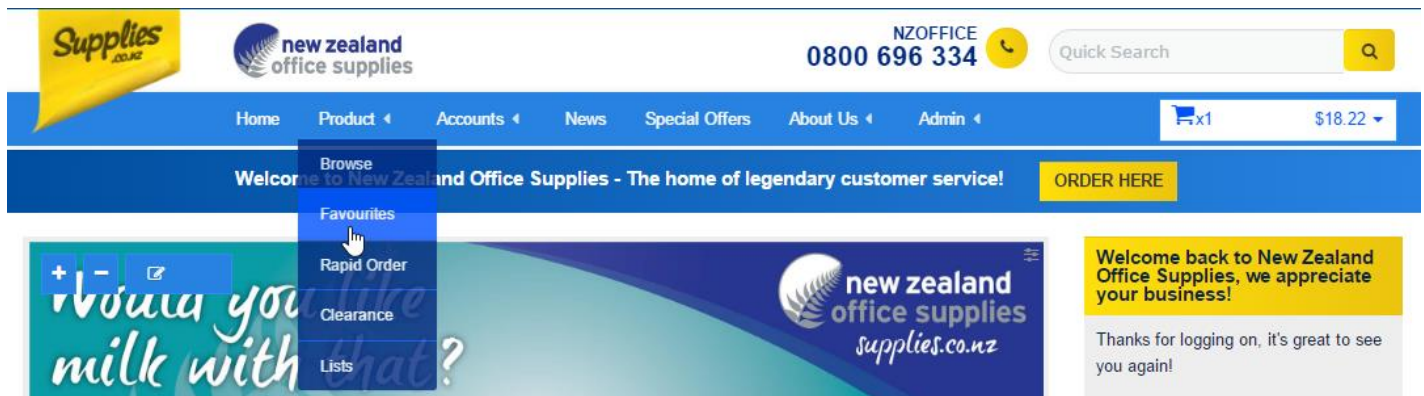 Supplies
.co.nz
new zealand
office supplies
NZOFFICE
0800 696 334
Quick Search
Home Product Accounts News Special Offers About Us Admin
x1 $18.22
Browse
Favourites
Rapid Order
Clearance
Lists
Welcome to New Zealand Office Supplies - The home of legendary customer service!
ORDER HERE
Would you like
milk with that?
new zealand
office supplies
supplies.co.nz
Welcome back to New Zealand
Office Supplies, we appreciate
your business!
Thanks for logging on, it's great to see
you again!